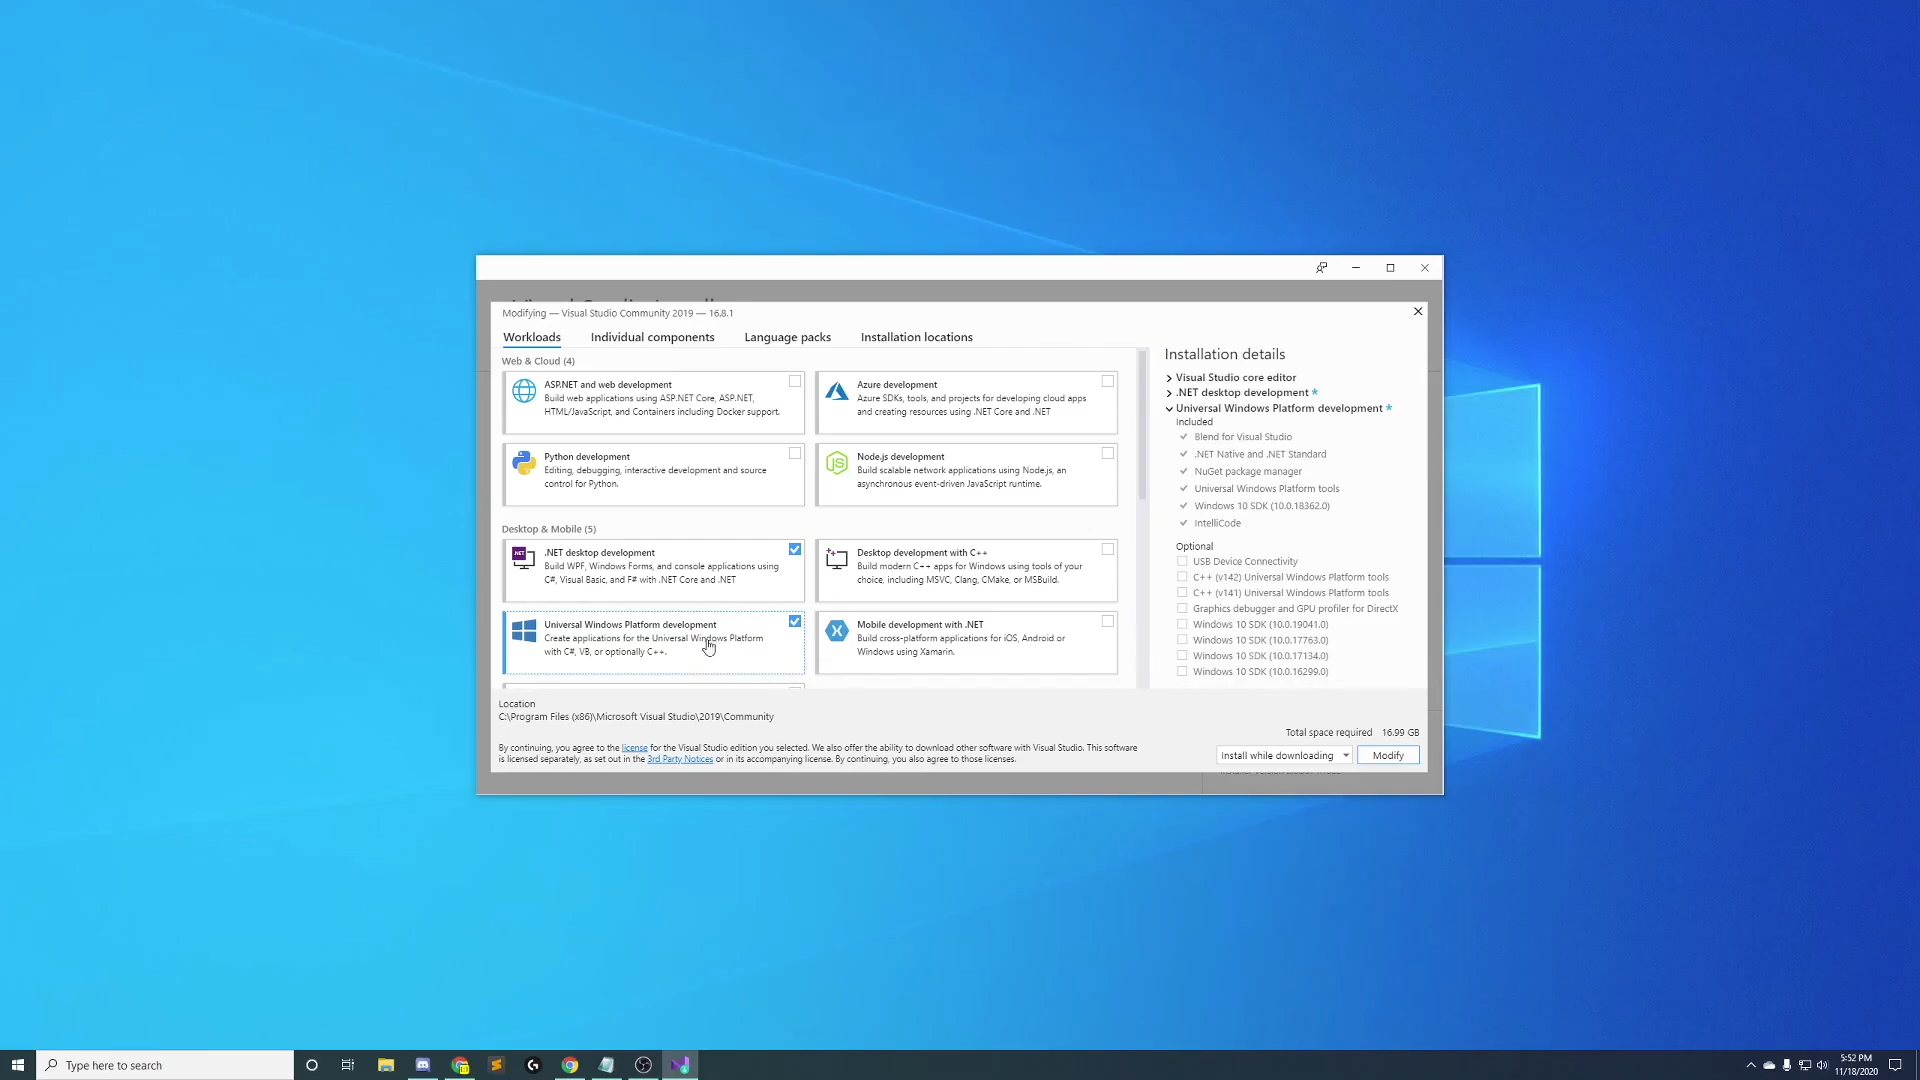 Modifying — Visual Studio Community 2019 — 16.8.1
Workloads
Individual components
Language packs
Installation locations
Web & Cloud (4)
ASP.NET and web development
Build web applications using ASP.NET Core, ASP.NET,
HTML/JavaScript, and Containers including Docker support.
Azure development
Azure SDKs, tools, and projects for developing cloud apps
and creating resources using .NET Core and .NET
Python development
Editing, debugging, interactive development and source
control for Python.
Node.js development
Build scalable network applications using Node.js, an
asynchronous event-driven JavaScript runtime.
Desktop & Mobile (5)
.NET desktop development
Build WPF, Windows Forms, and console applications using
C#, Visual Basic, and F# with .NET Core and .NET
Desktop development with C++
Build modern C++ apps for Windows using tools of your
choice, including MSVC, Clang, CMake, or MSBuild.
Universal Windows Platform development
Create applications for the Universal Windows Platform
with C#, VB, or optionally C++.
Mobile development with .NET
Build cross-platform applications for iOS, Android or
Windows using Xamarin.
Installation details
Visual Studio core editor
.NET desktop development *
Universal Windows Platform development *
Included
Blend for Visual Studio
.NET Native and .NET Standard
NuGet package manager
Universal Windows Platform tools
Windows 10 SDK (10.0.18362.0)
IntelliCode
Optional
USB Device Connectivity
C++ (v142) Universal Windows Platform tools
C++ (v141) Universal Windows Platform tools
Graphics debugger and GPU profiler for DirectX
Windows 10 SDK (10.0.19041.0)
Windows 10 SDK (10.0.17763.0)
Windows 10 SDK (10.0.17134.0)
Windows 10 SDK (10.0.16299.0)
Location
C:\Program Files (x86)\Microsoft Visual Studio\2019\Community
Total space required 16.99 GB
By continuing, you agree to the license for the Visual Studio edition you selected. We also offer the ability to download other software with Visual Studio. This software
is licensed separately, as set out in the 3rd Party Notices or in its accompanying license. By continuing, you also agree to those licenses.
Install while downloading
Modify
Type here to search
5:52 PM
11/18/2020